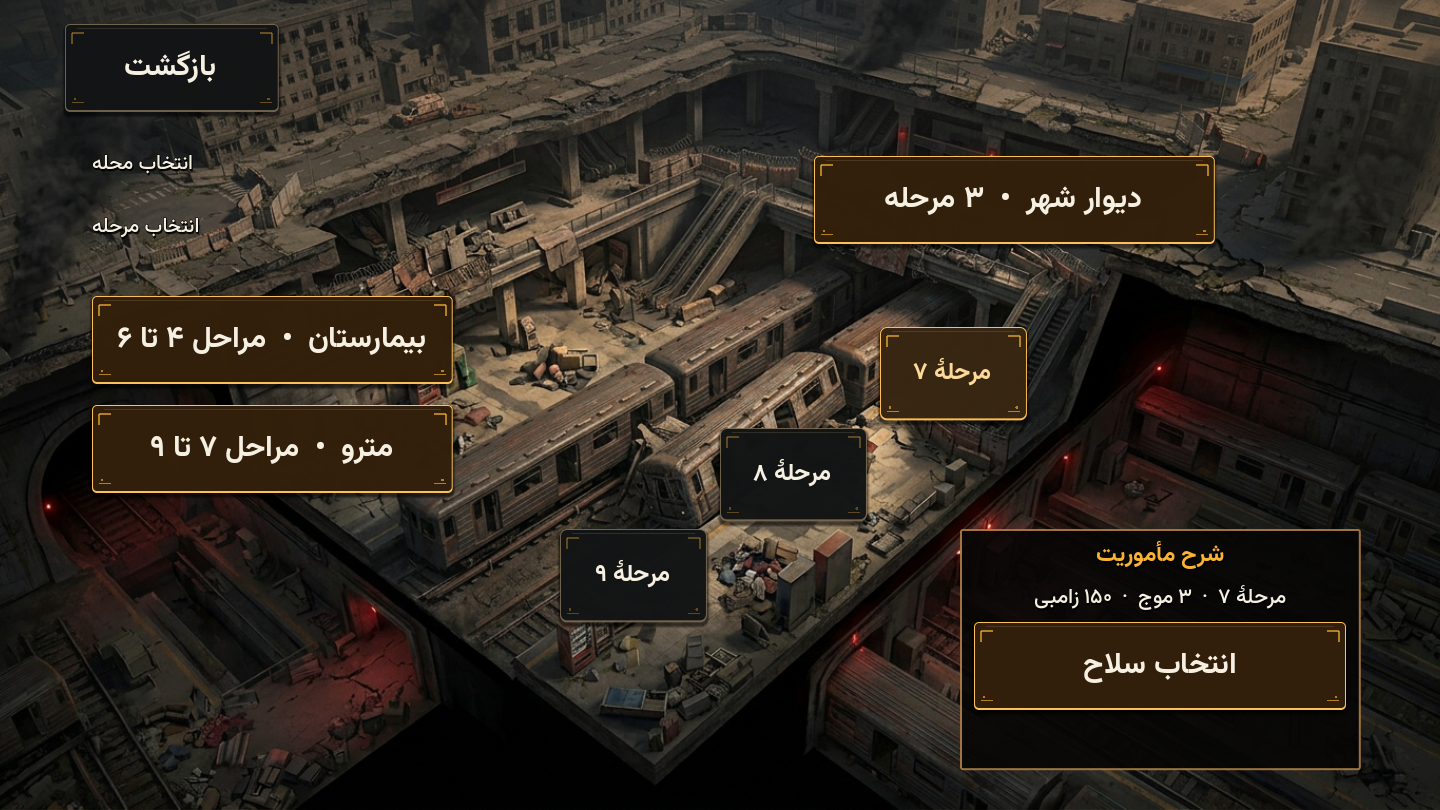 بازگشت
انتخاب محله
انتخاب مرحله
دیوار شهر • ۳ مرحله
بیمارستان • مراحل ۴ تا ۶
مترو • مراحل ۷ تا ۹
مرحلهٔ ۷
مرحلهٔ ۸
مرحلهٔ ۹
شرح مأموریت
مرحلهٔ ۷ · ۳ موج · ۱۵۰ زامبی
انتخاب سلاح